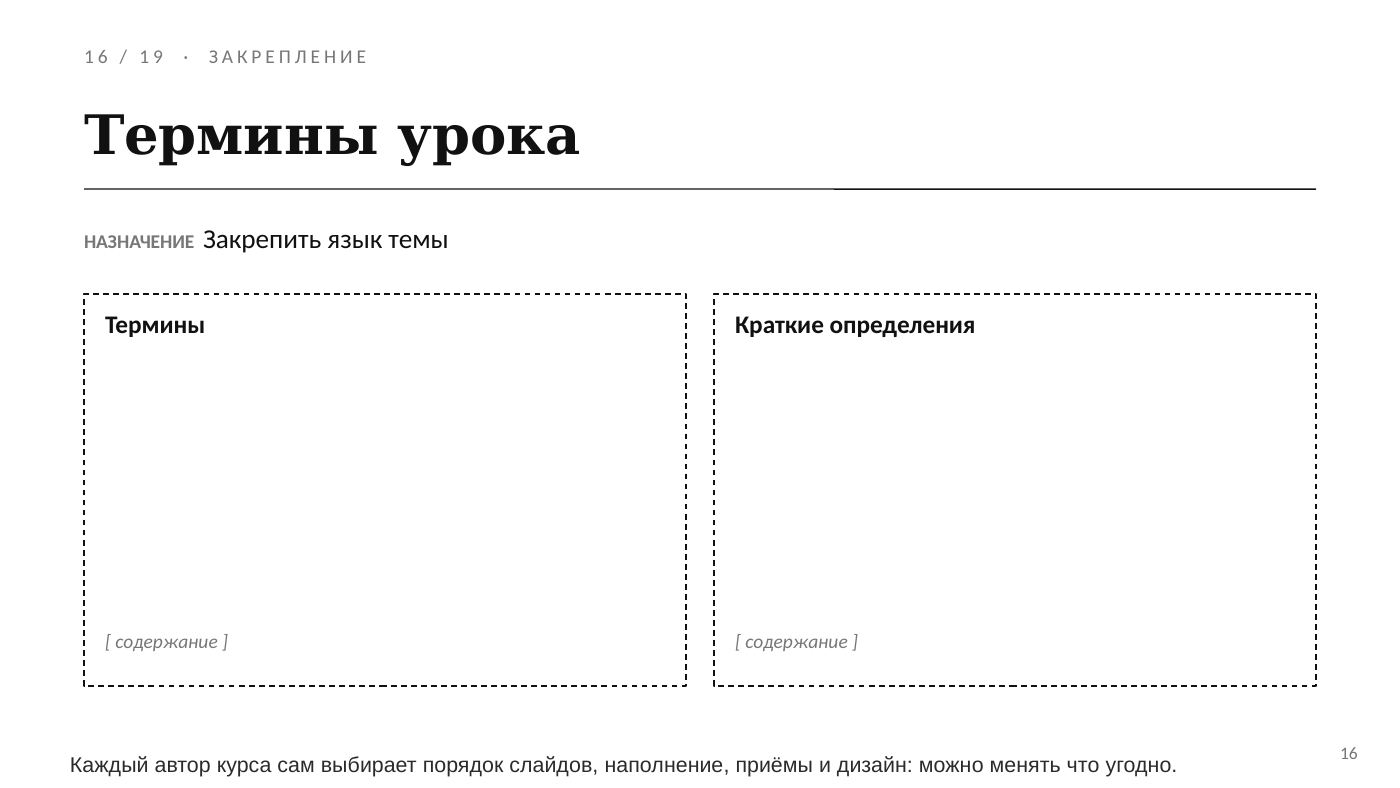 16 / 19 · ЗАКРЕПЛЕНИЕ
Термины урока
НАЗНАЧЕНИЕ Закрепить язык темы
Термины
[ содержание ]
Краткие определения
[ содержание ]
Каждый автор курса сам выбирает порядок слайдов, наполнение, приёмы и дизайн: можно менять что угодно.
16